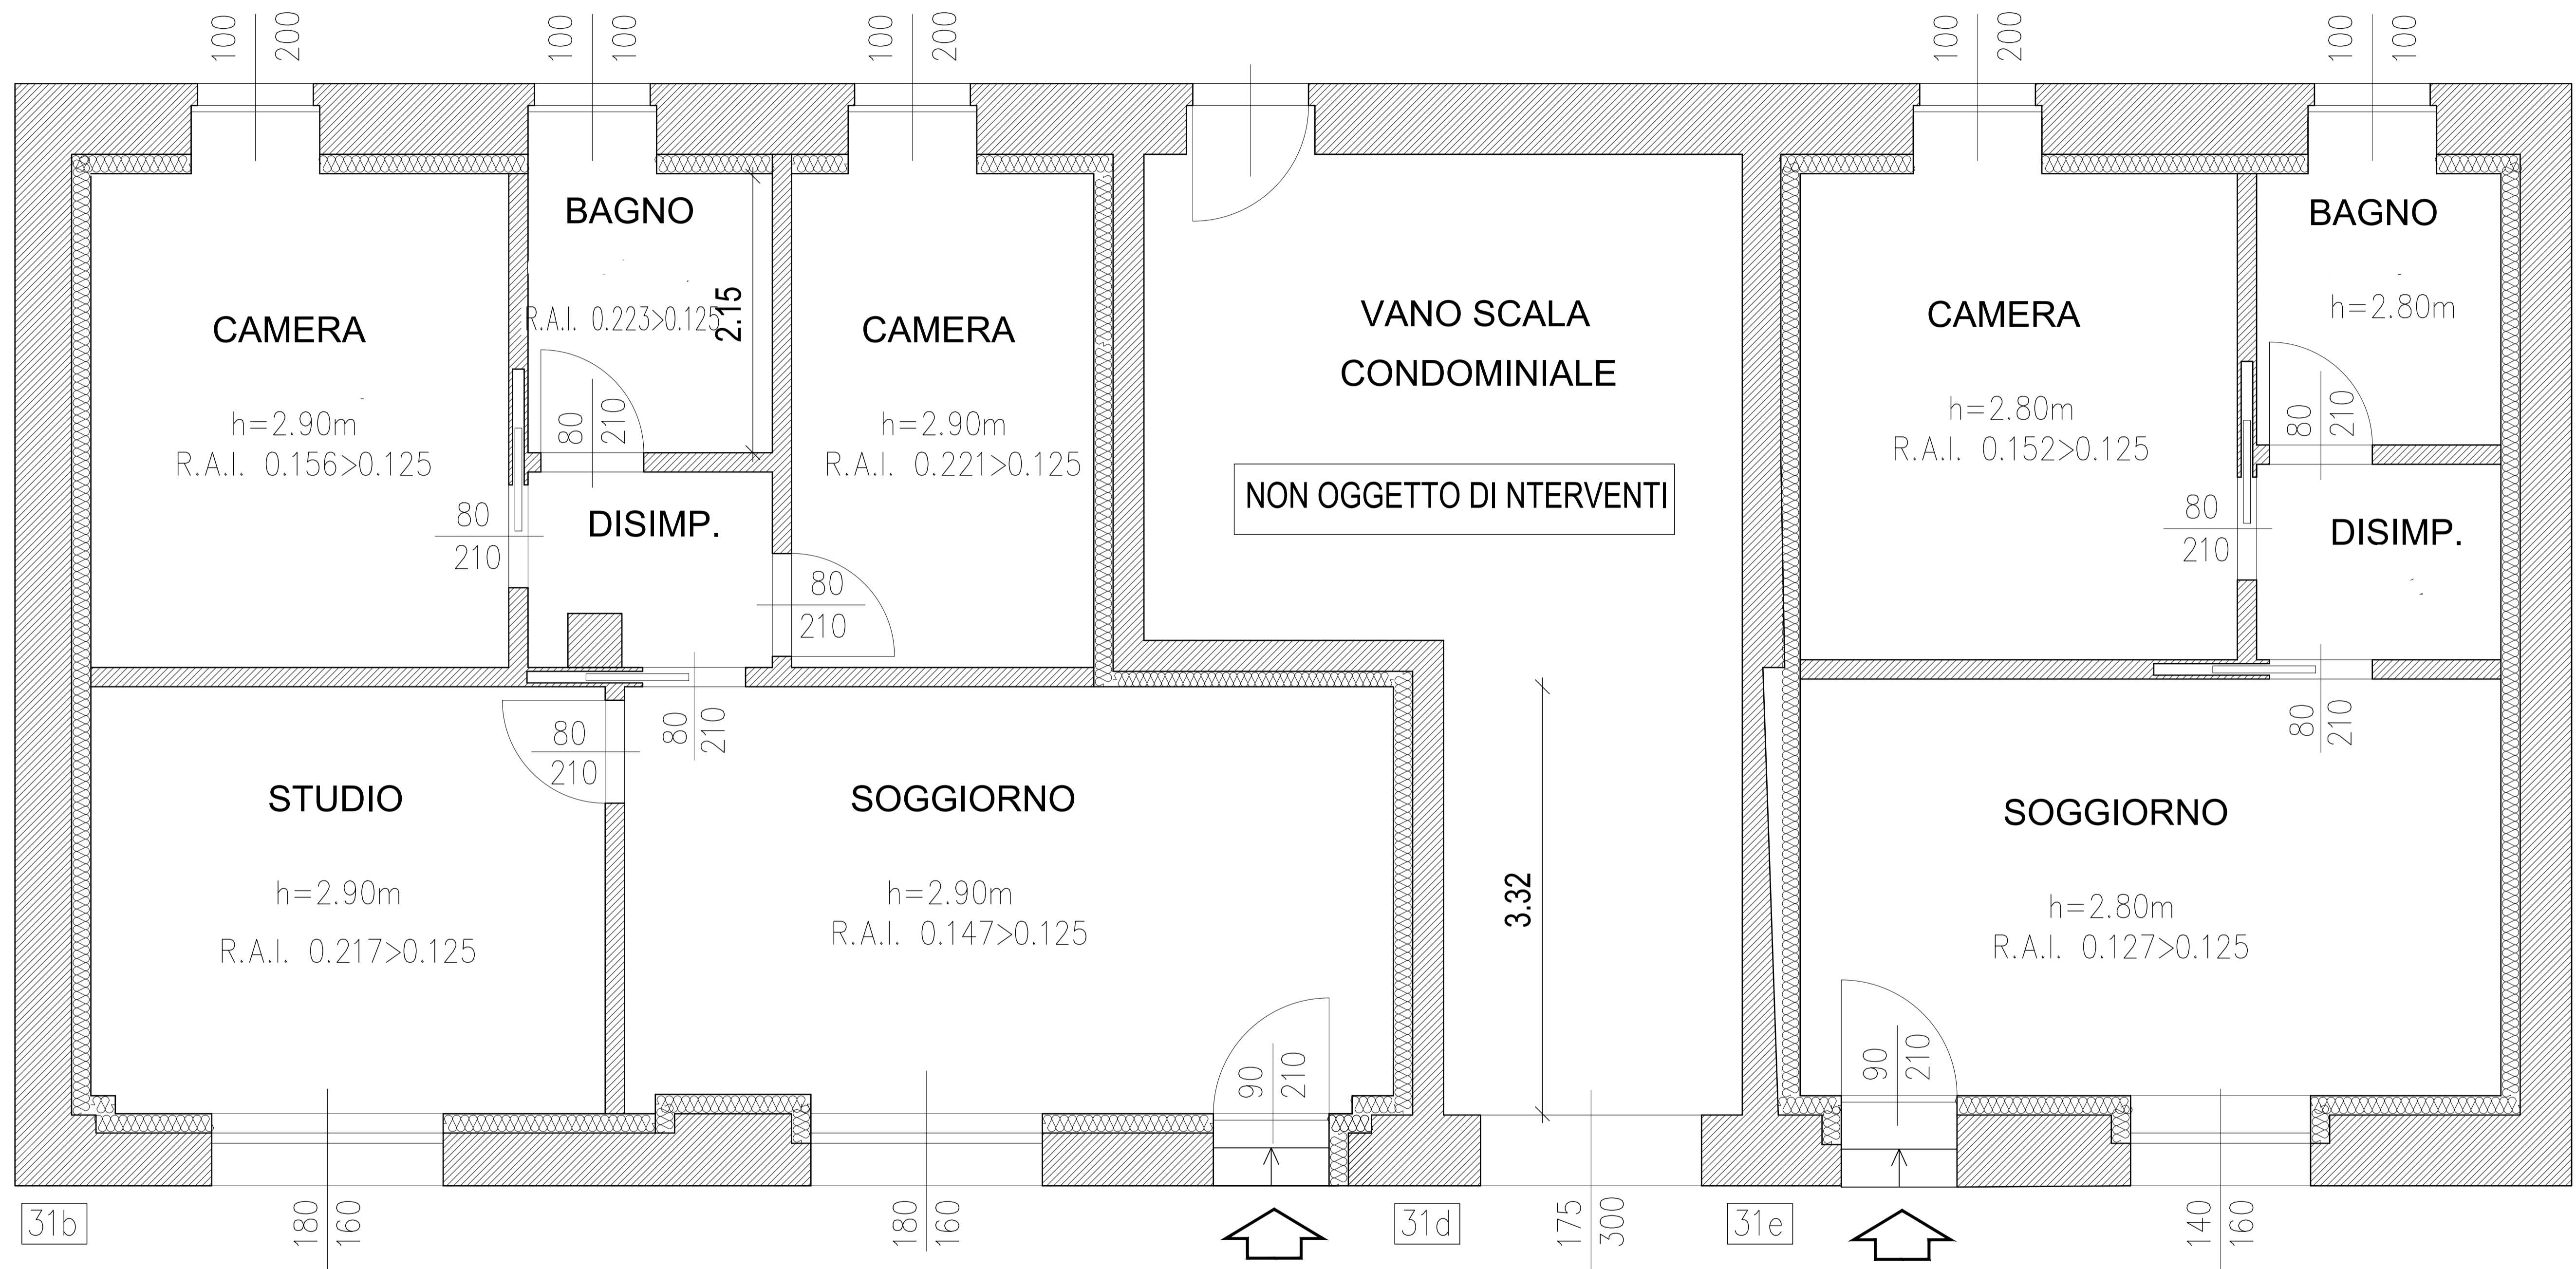 100 200
100 100
100 200
100 200
100 100
BAGNO
R.A.I. 0.223>0.125
2.15
CAMERA
h=2.90m
R.A.I. 0.156>0.125
80 210
80 210
CAMERA
h=2.90m
R.A.I. 0.221>0.125
DISIMP.
80 210
80 210
VANO SCALA
CONDOMINIALE
NON OGGETTO DI NTERVENTI
CAMERA
h=2.80m
R.A.I. 0.152>0.125
BAGNO
h=2.80m
80 210
80 210
DISIMP.
80 210
STUDIO
h=2.90m
R.A.I. 0.217>0.125
80 210
SOGGIORNO
h=2.90m
R.A.I. 0.147>0.125
90 210
3.32
SOGGIORNO
h=2.80m
R.A.I. 0.127>0.125
90 210
31b
180 160
180 160
31d
175 300
31e
140 160